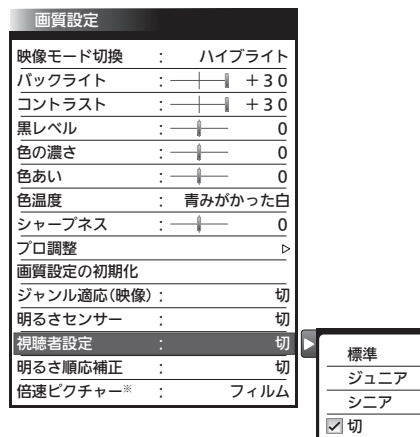 画質設定
映像モード切換 : ハイブライト
バックライト : +30
コントラスト : +30
黒レベル : 0
色の濃さ : 0
色あい : 0
色温度 : 青みがかった白
シャープネス : 0
プロ調整
画質設定の初期化
ジャンル適応(映像) : 切
明るさセンサー : 切
視聴者設定 : 切
明るさ順応補正 : 切
倍速ピクチャー※ : フィルム
標準
ジュニア
シニア
切